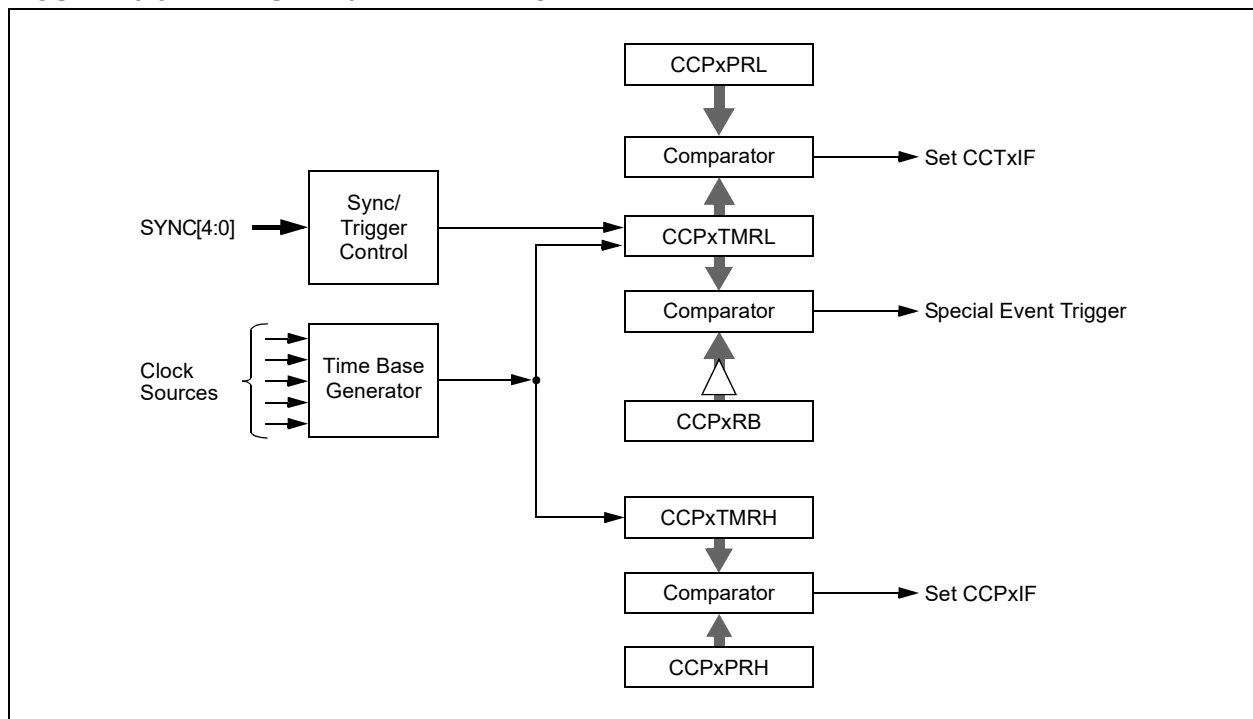 CCPxPRL
Comparator
Set CCTxIF
SYNC[4:0]
Sync/
Trigger
Control
CCPxTMRL
Comparator
Special Event Trigger
Clock
Sources
Time Base
Generator
CCPxRB
CCPxTMRH
Comparator
Set CCPxIF
CCPxPRH